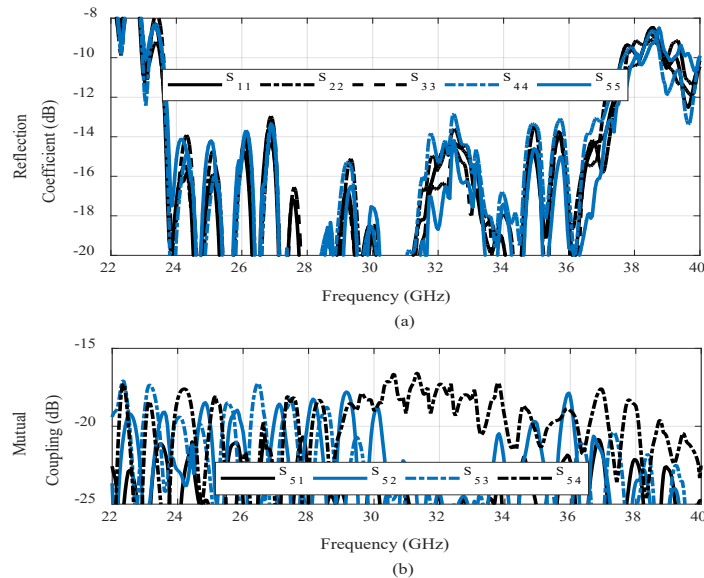 -8
-10
-12
-14
-16
-18
-20
Reflection
Coefficient (dB)
S11 S22 S33 S44 S55
22 24 26 28 30 32 34 36 38 40
Frequency (GHz)
(a)
-15
-20
-25
Mutual
Coupling (dB)
S51 S52 S53 S54
22 24 26 28 30 32 34 36 38 40
Frequency (GHz)
(b)